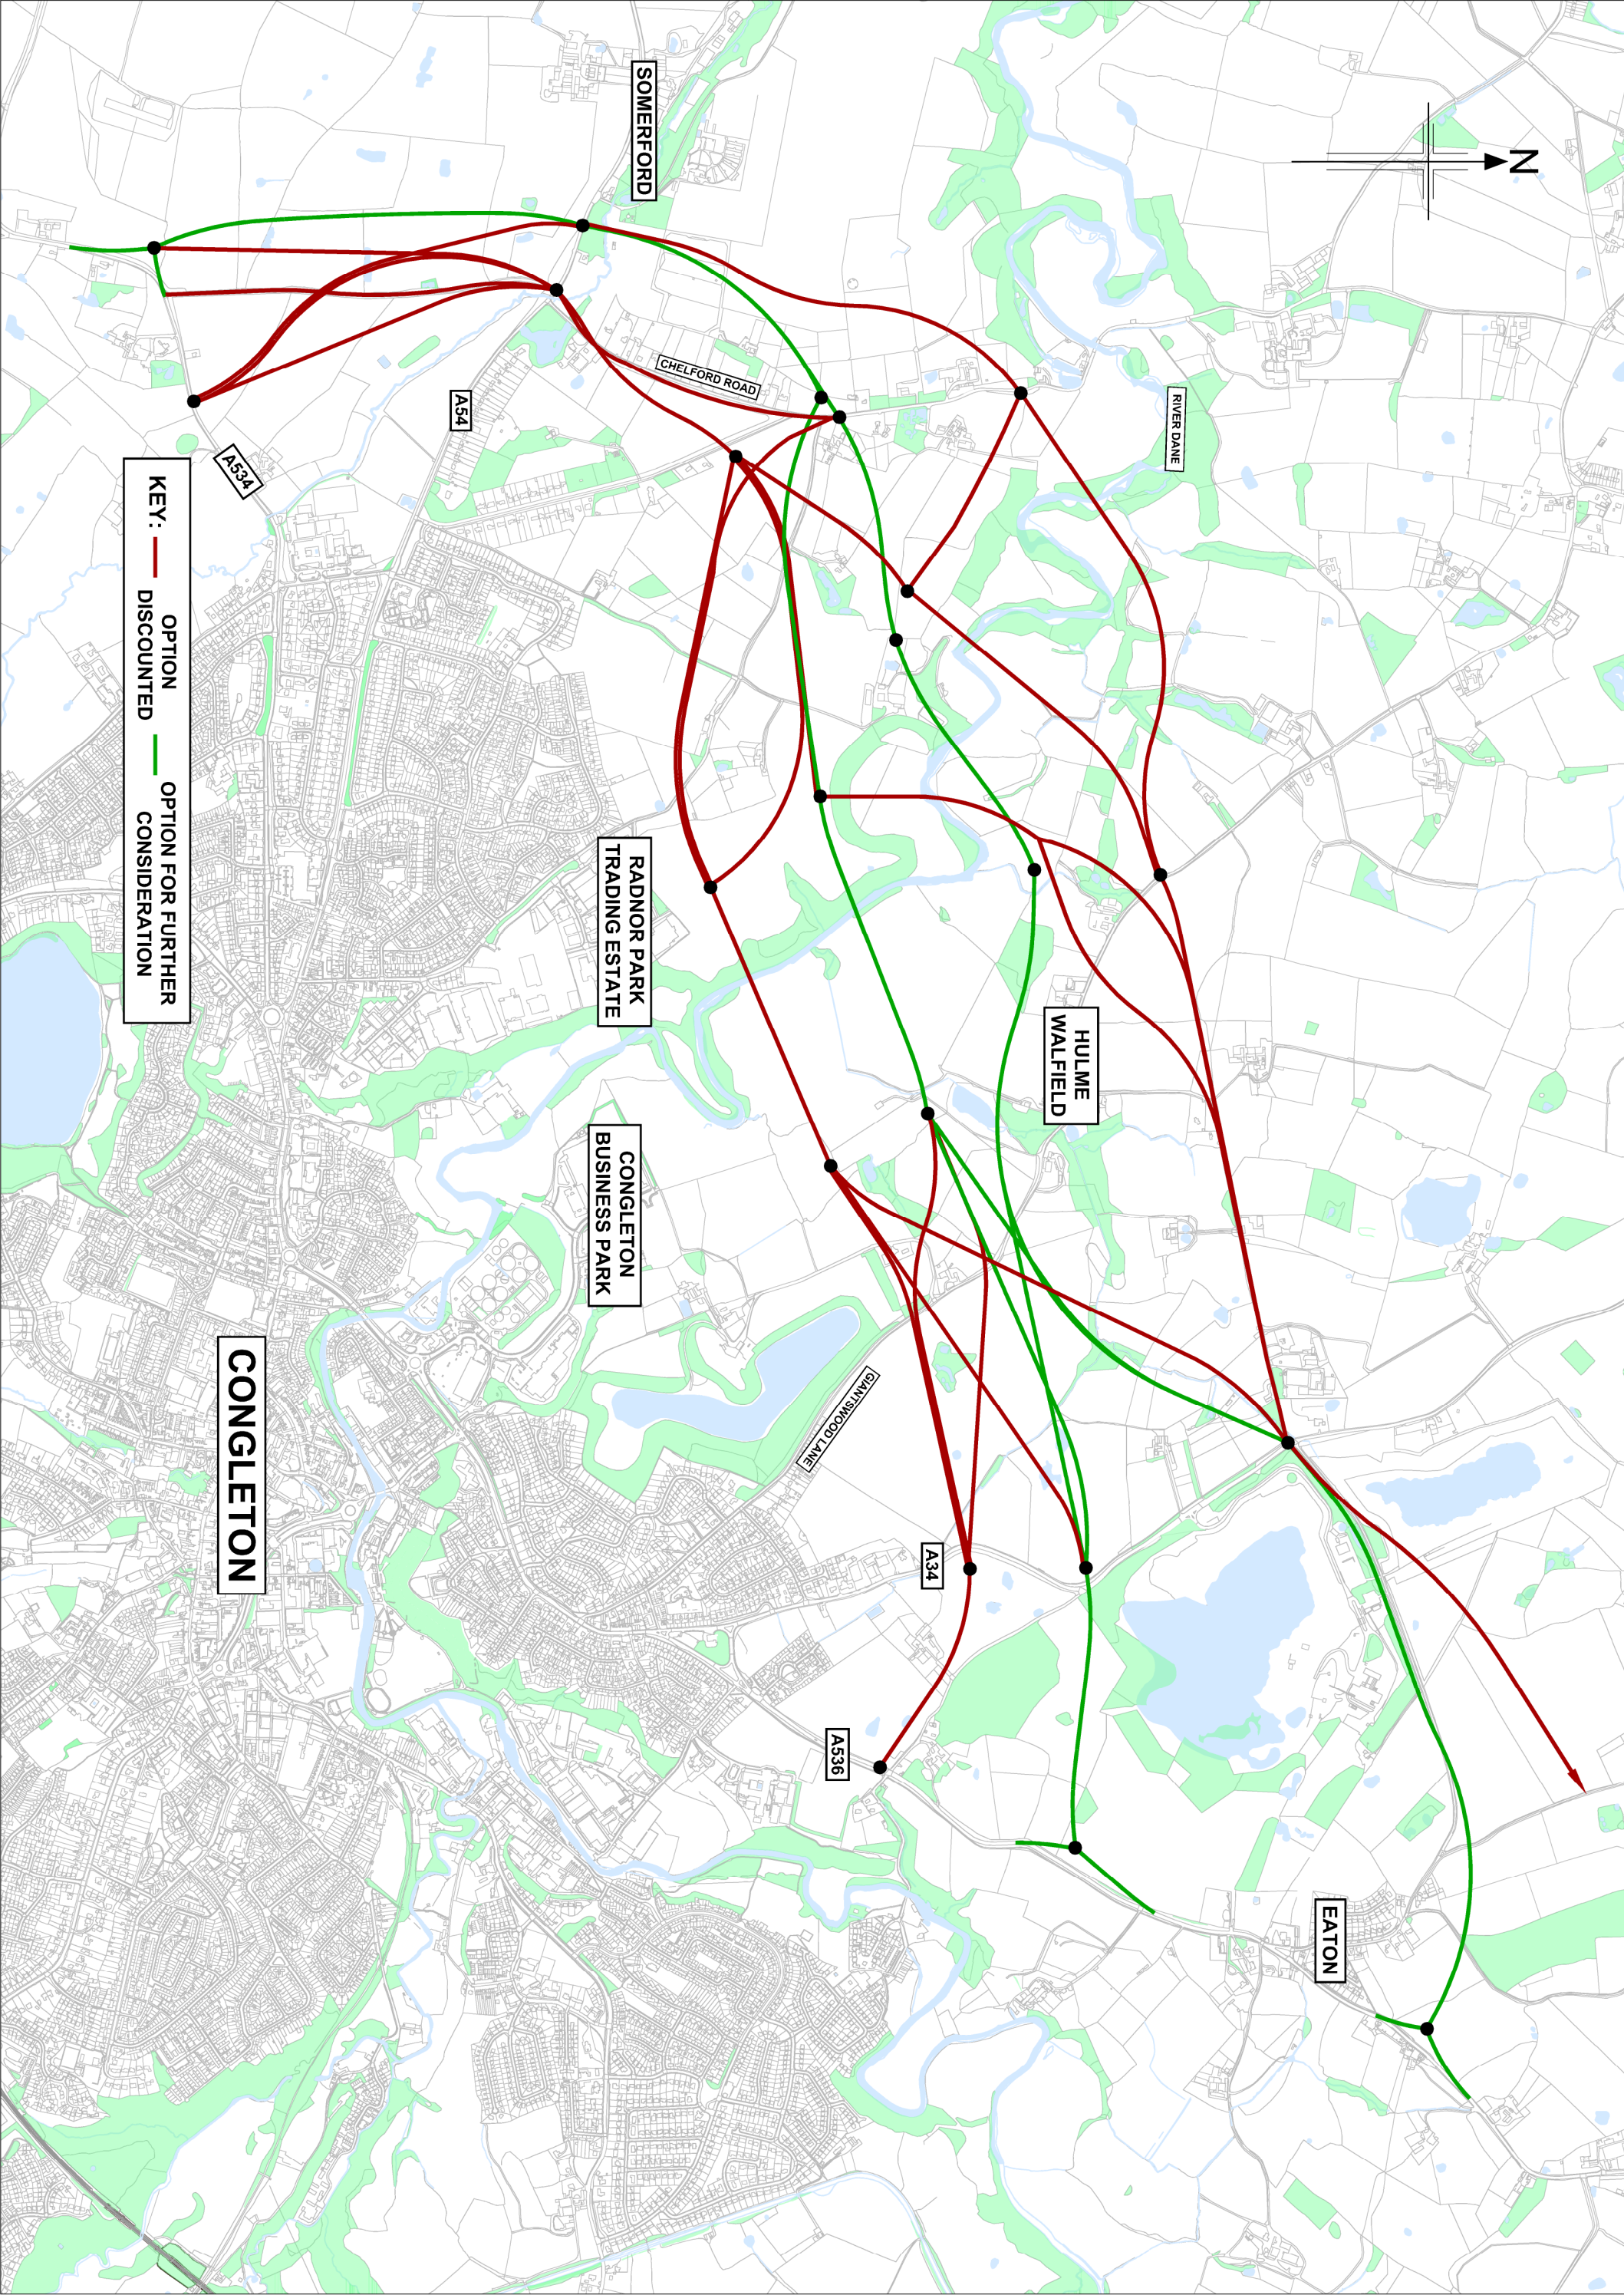 N
SOMERFORD
RIVER DANE
CHELFORD ROAD
A54
A534
HULME
WALFIELD
RADNOR PARK
TRADING ESTATE
CONGLETON
BUSINESS PARK
GIANTSWOOD LANE
A34
A536
EATON
CONGLETON
KEY:
OPTION
DISCOUNTED
OPTION FOR FURTHER
CONSIDERATION